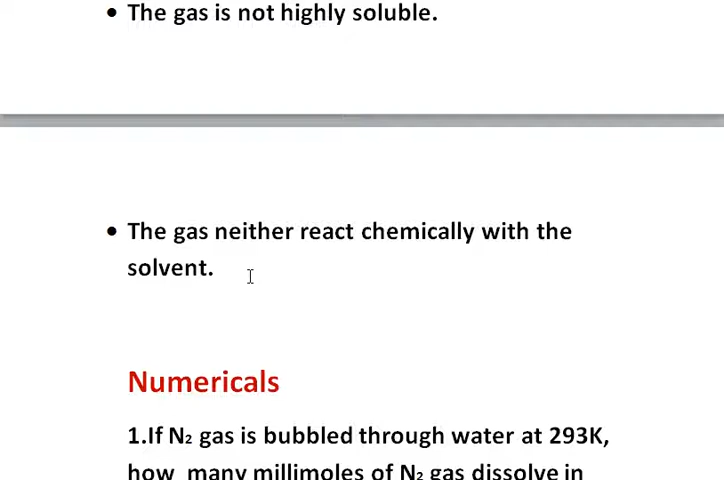 • The gas is not highly soluble.
• The gas neither react chemically with the
solvent.
Numericals
1.If N₂ gas is bubbled through water at 293K,
how many millimoles of N₂ gas dissolve in